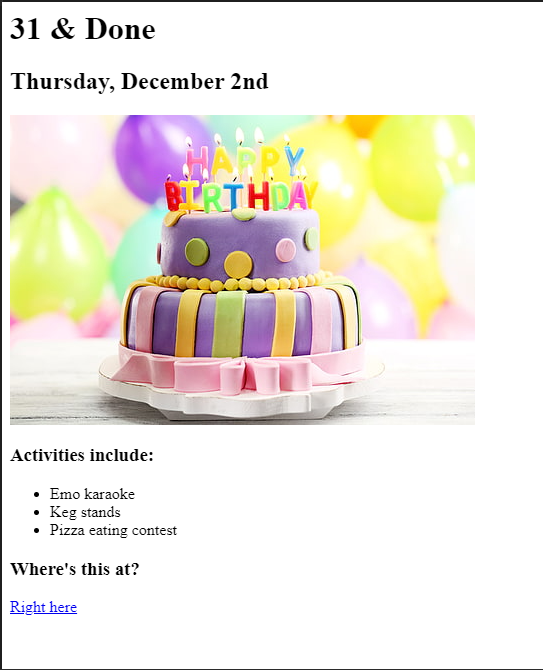 31 & Done
Thursday, December 2nd
HAPPY
BIRTHDAY
Activities include:
Emo karaoke
Keg stands
Pizza eating contest
Where's this at?
Right here